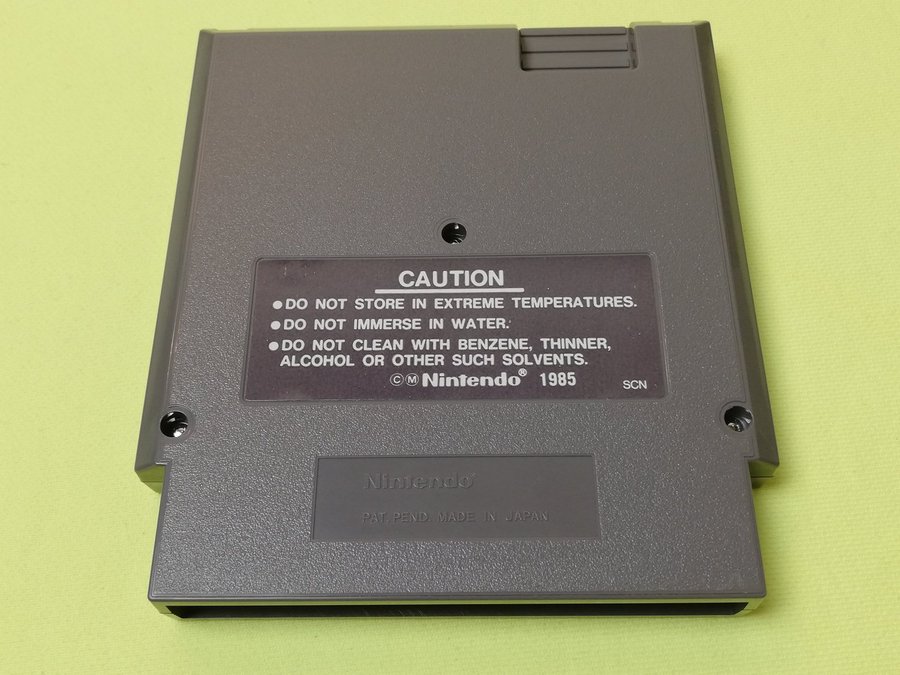 CAUTION
●DO NOT STORE IN EXTREME TEMPERATURES.
●DO NOT IMMERSE IN WATER.
●DO NOT CLEAN WITH BENZENE, THINNER,
ALCOHOL OR OTHER SUCH SOLVENTS.
ⒸⓂNintendo® 1985
SCN
Nintendo®
PAT. PEND. MADE IN JAPAN